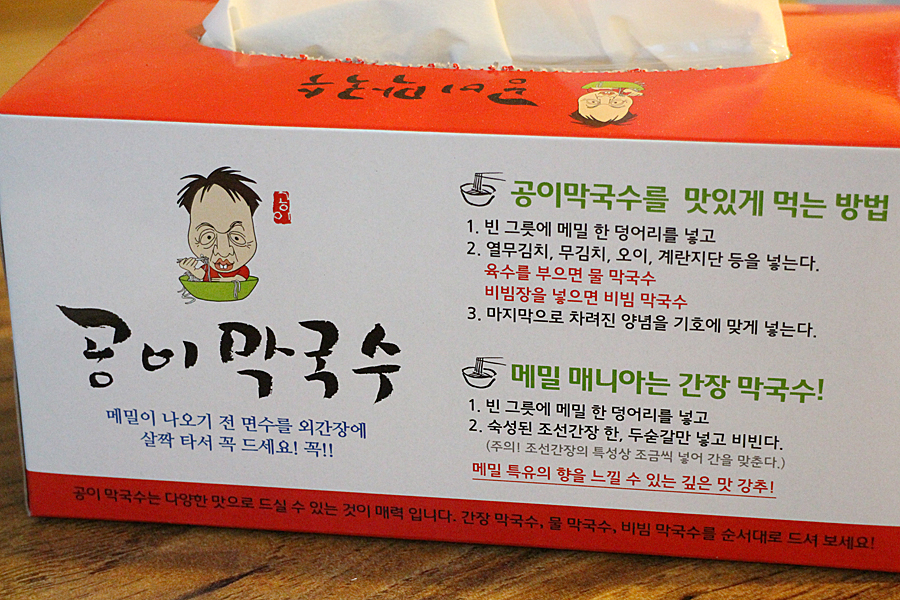 공이막국수
공이막국수
메밀이 나오기 전 면수를 외간장에
살짝 타서 꼭 드세요! 꼭!!
공이막국수를 맛있게 먹는 방법
1. 빈 그릇에 메밀 한 덩어리를 넣고
2. 열무김치, 무김치, 오이, 계란지단 등을 넣는다.
육수를 부으면 물 막국수
비빔장을 넣으면 비빔 막국수
3. 마지막으로 차려진 양념을 기호에 맞게 넣는다.
메밀 매니아는 간장 막국수!
1. 빈 그릇에 메밀 한 덩어리를 넣고
2. 숙성된 조선간장 한, 두숟갈만 넣고 비빈다.
(주의! 조선간장의 특성상 조금씩 넣어 간을 맞춘다.)
메밀 특유의 향을 느낄 수 있는 깊은 맛 강추!
공이 막국수는 다양한 맛으로 드실 수 있는 것이 매력 입니다. 간장 막국수, 물 막국수, 비빔 막국수를 순서대로 드셔 보세요!